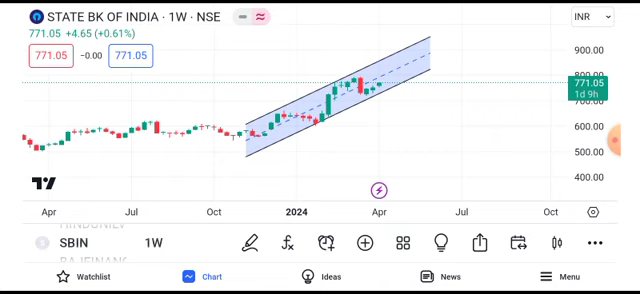 STATE BK OF INDIA · 1W · NSE
INR
771.05 +4.65 (+0.61%)
771.05 −0.00 771.05
900.00
800.00
771.05
1d 9h
700.00
600.00
500.00
400.00
Apr Jul Oct 2024 Apr Jul Oct
SBIN 1W
Watchlist Chart Ideas News Menu